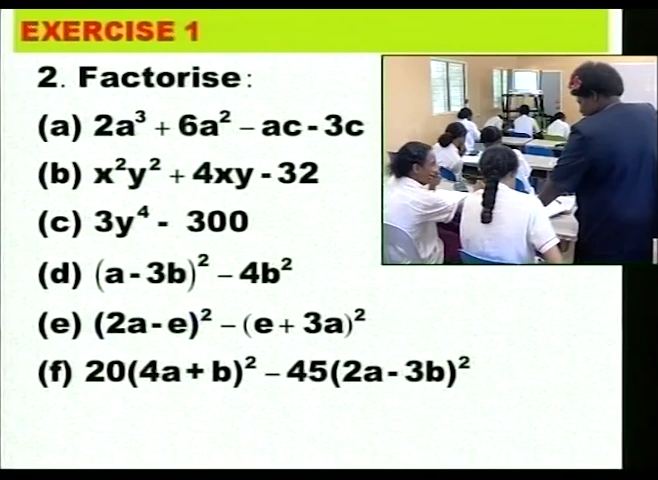 EXERCISE 1
2. Factorise:
(a) 2a³ + 6a² – ac - 3c
(b) x²y² + 4xy - 32
(c) 3y⁴ - 300
(d) (a - 3b)² – 4b²
(e) (2a - e)² – (e + 3a)²
(f) 20(4a + b)² – 45(2a - 3b)²